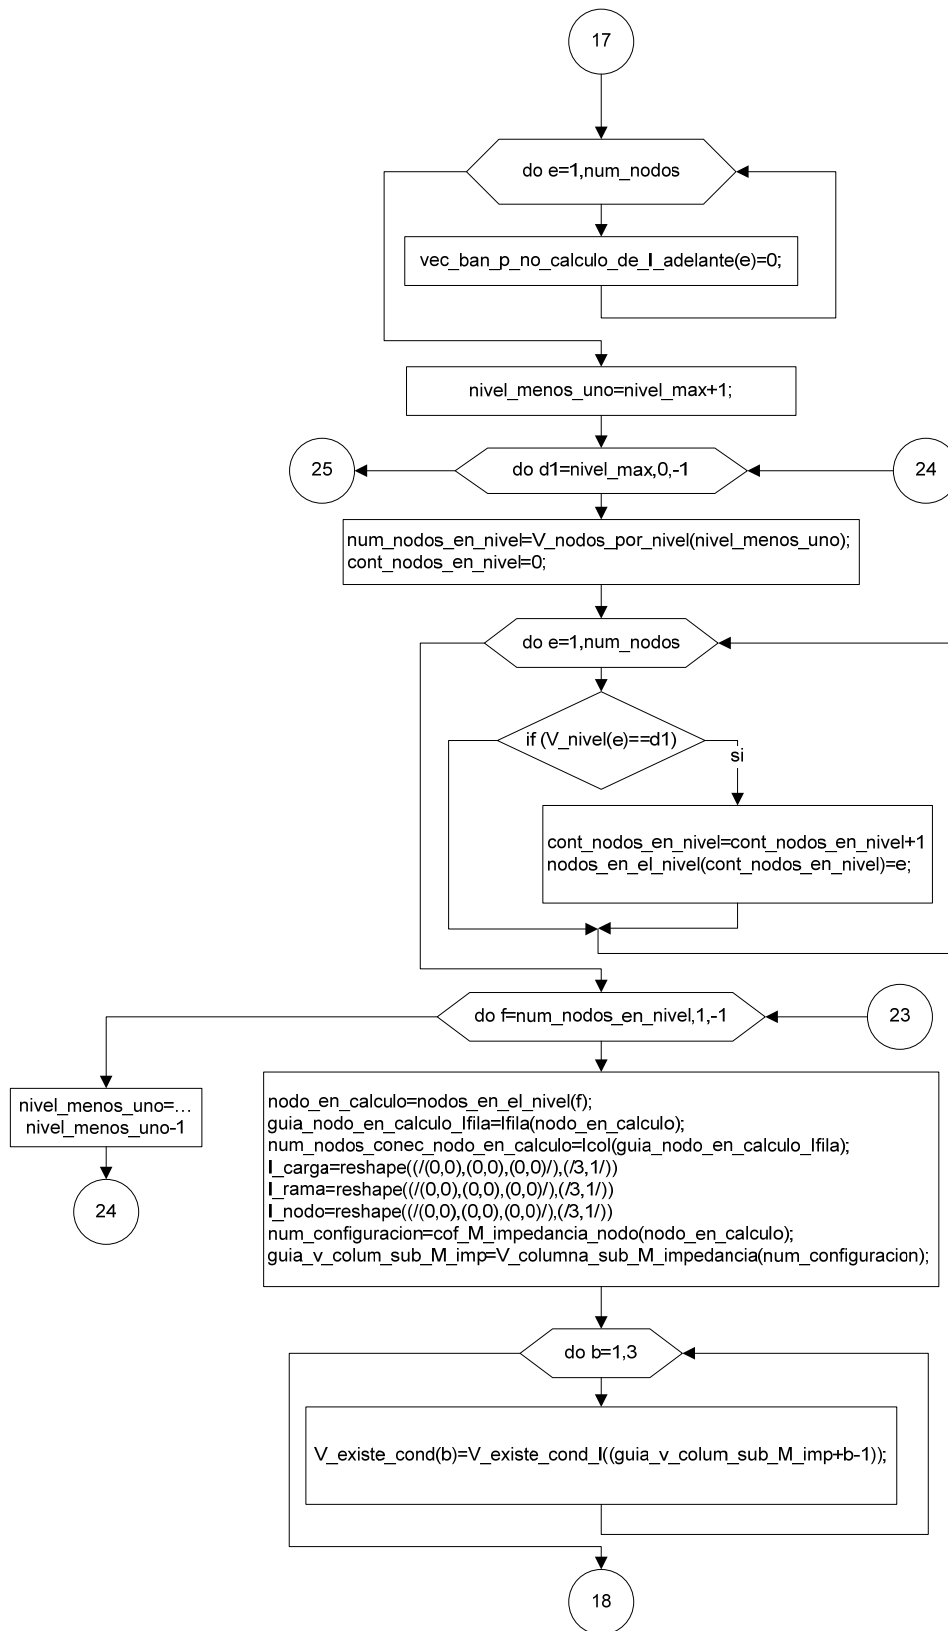 17
do e=1,num_nodos
vec_ban_p_no_calculo_de_I_adelante(e)=0;
nivel_menos_uno=nivel_max+1;
25
do d1=nivel_max,0,-1
24
num_nodos_en_nivel=V_nodos_por_nivel(nivel_menos_uno);
cont_nodos_en_nivel=0;
do e=1,num_nodos
if (V_nivel(e)==d1)
si
cont_nodos_en_nivel=cont_nodos_en_nivel+1
nodos_en_el_nivel(cont_nodos_en_nivel)=e;
do f=num_nodos_en_nivel,1,-1
23
nivel_menos_uno=...
nivel_menos_uno-1
24
nodo_en_calculo=nodos_en_el_nivel(f);
guia_nodo_en_calculo_Ifila=Ifila(nodo_en_calculo);
num_nodos_conec_nodo_en_calculo=Icol(guia_nodo_en_calculo_Ifila);
I_carga=reshape((/(0,0),(0,0),(0,0)/),(/3,1/))
I_rama=reshape((/(0,0),(0,0),(0,0)/),(/3,1/))
I_nodo=reshape((/(0,0),(0,0),(0,0)/),(/3,1/))
num_configuracion=cof_M_impedancia_nodo(nodo_en_calculo);
guia_v_colum_sub_M_imp=V_columna_sub_M_impedancia(num_configuracion);
do b=1,3
V_existe_cond(b)=V_existe_cond_I((guia_v_colum_sub_M_imp+b-1));
18